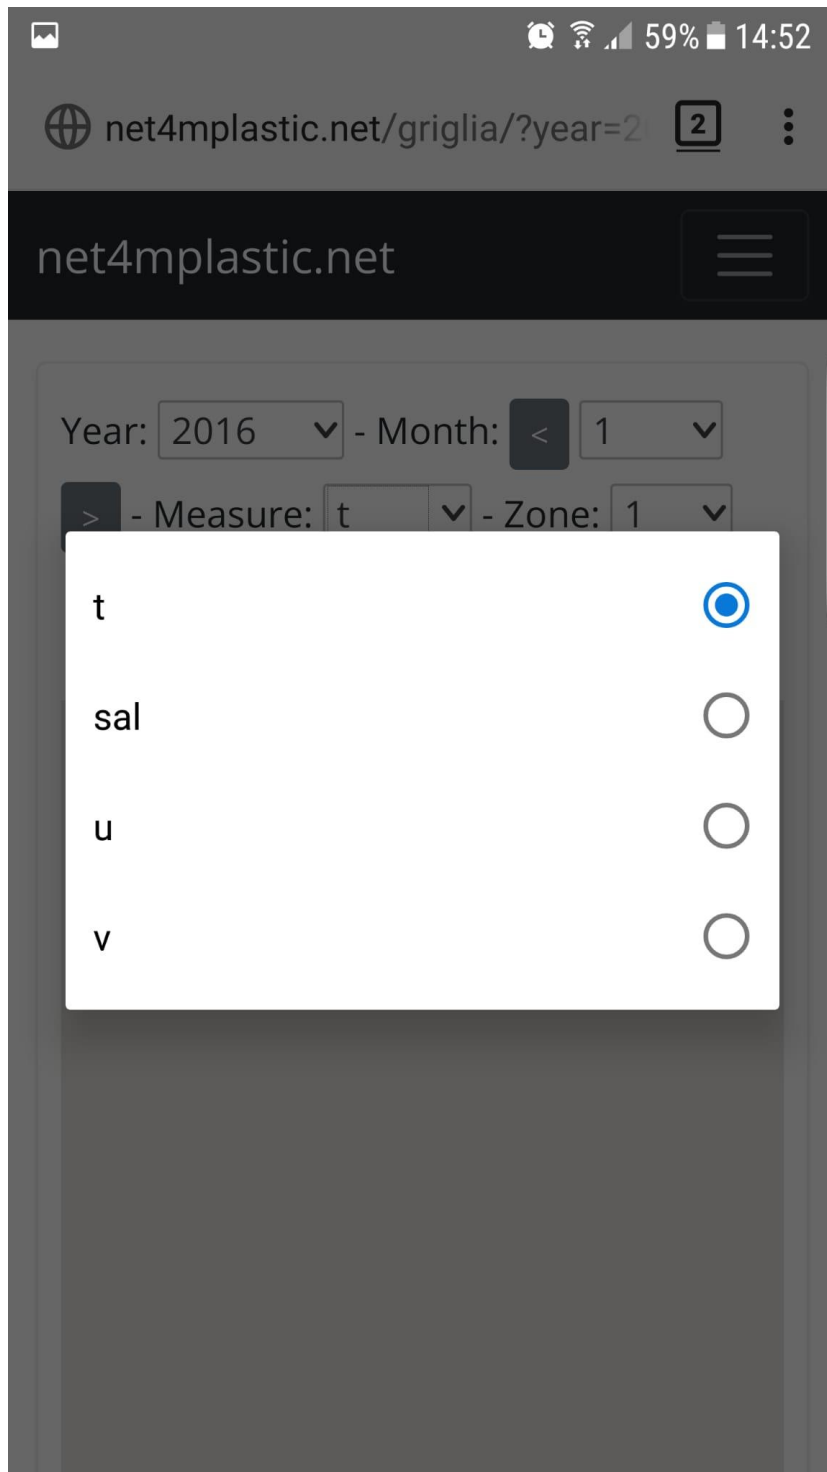 59% 14:52
net4mplastic.net/griglia/?year=2 2
net4mplastic.net
Year: 2016 - Month: < 1
> - Measure: t - Zone: 1
t
sal
u
v